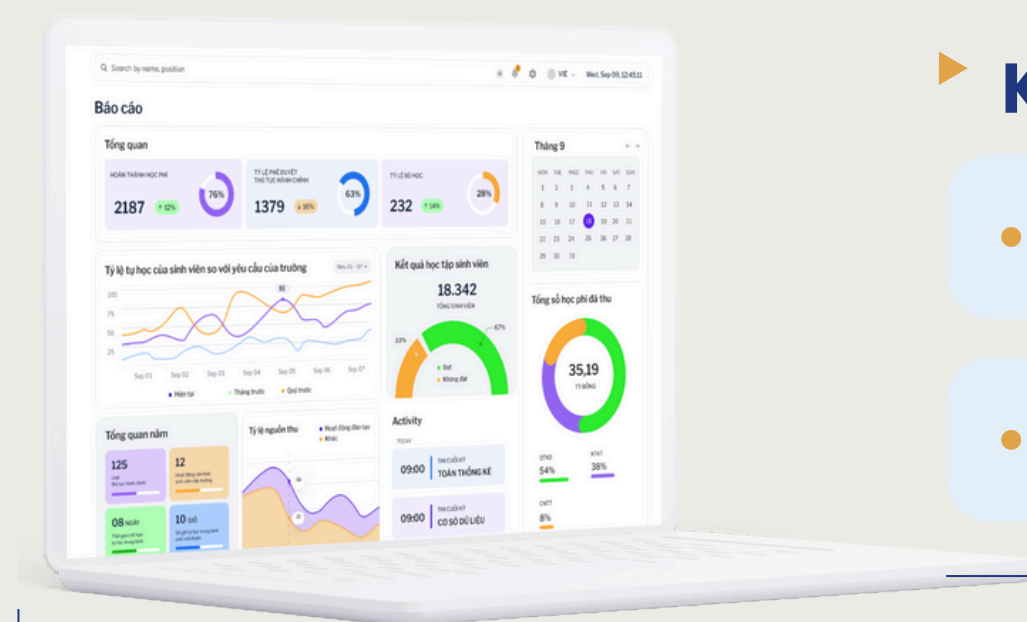 Search by name, position
VIE
Wed, Sep 09, 12:45:11
Báo cáo
Tổng quan
HOÀN THÀNH HỌC PHÍ
2187
↑ 12%
76%
TỶ LỆ PHÊ DUYỆT
THỦ TỤC HÀNH CHÍNH
1379
63%
TỶ LỆ BỎ HỌC
232
↑ 14%
28%
Tháng 9
MON TUE WED THU FRI SAT SUN
1 2 3 4 5 6 7
8 9 10 11 12 13 14
15 16 17 18 19 20 21
22 23 24 25 26 27 28
29 30 31
Tỷ lệ tự học của sinh viên so với yêu cầu của trường
100
75
50
25
Sep 01 Sep 02 Sep 03 Sep 04 Sep 05 Sep 06 Sep 07
Hiện tại
Tháng trước
Quý trước
Kết quả học tập sinh viên
18.342
TỔNG SINH VIÊN
33%
67%
Đạt
Không đạt
Tổng số học phí đã thu
35,19
TỶ ĐỒNG
QTKD
54%
KTKT
38%
CNTT
8%
Tổng quan năm
125
12
08 NGÀY
10 GIỜ
Tỷ lệ nguồn thu
Hoạt động đào tạo
Khác
Activity
TODAY
09:00
THI CUỐI KỲ
TOÁN THỐNG KÊ
09:00
THI CUỐI KỲ
CƠ SỞ DỮ LIỆU
K